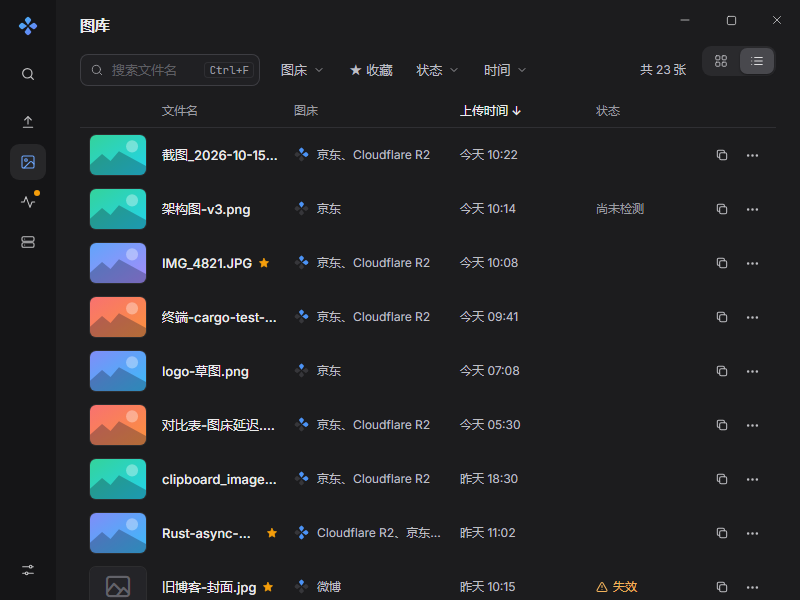 图库
搜索文件名 Ctrl+F 图床 收藏 状态 时间 共 23 张
文件名 图床 上传时间 状态
截图_2026-10-15... 京东、Cloudflare R2 今天 10:22
架构图-v3.png 京东 今天 10:14 尚未检测
IMG_4821.JPG 京东、Cloudflare R2 今天 10:08
终端-cargo-test-... 京东、Cloudflare R2 今天 09:41
logo-草图.png 京东 今天 07:08
对比表-图床延迟.... 京东、Cloudflare R2 今天 05:30
clipboard_image... 京东、Cloudflare R2 昨天 18:30
Rust-async-... Cloudflare R2、京东... 昨天 11:02
旧博客-封面.jpg 微博 昨天 10:15 失效